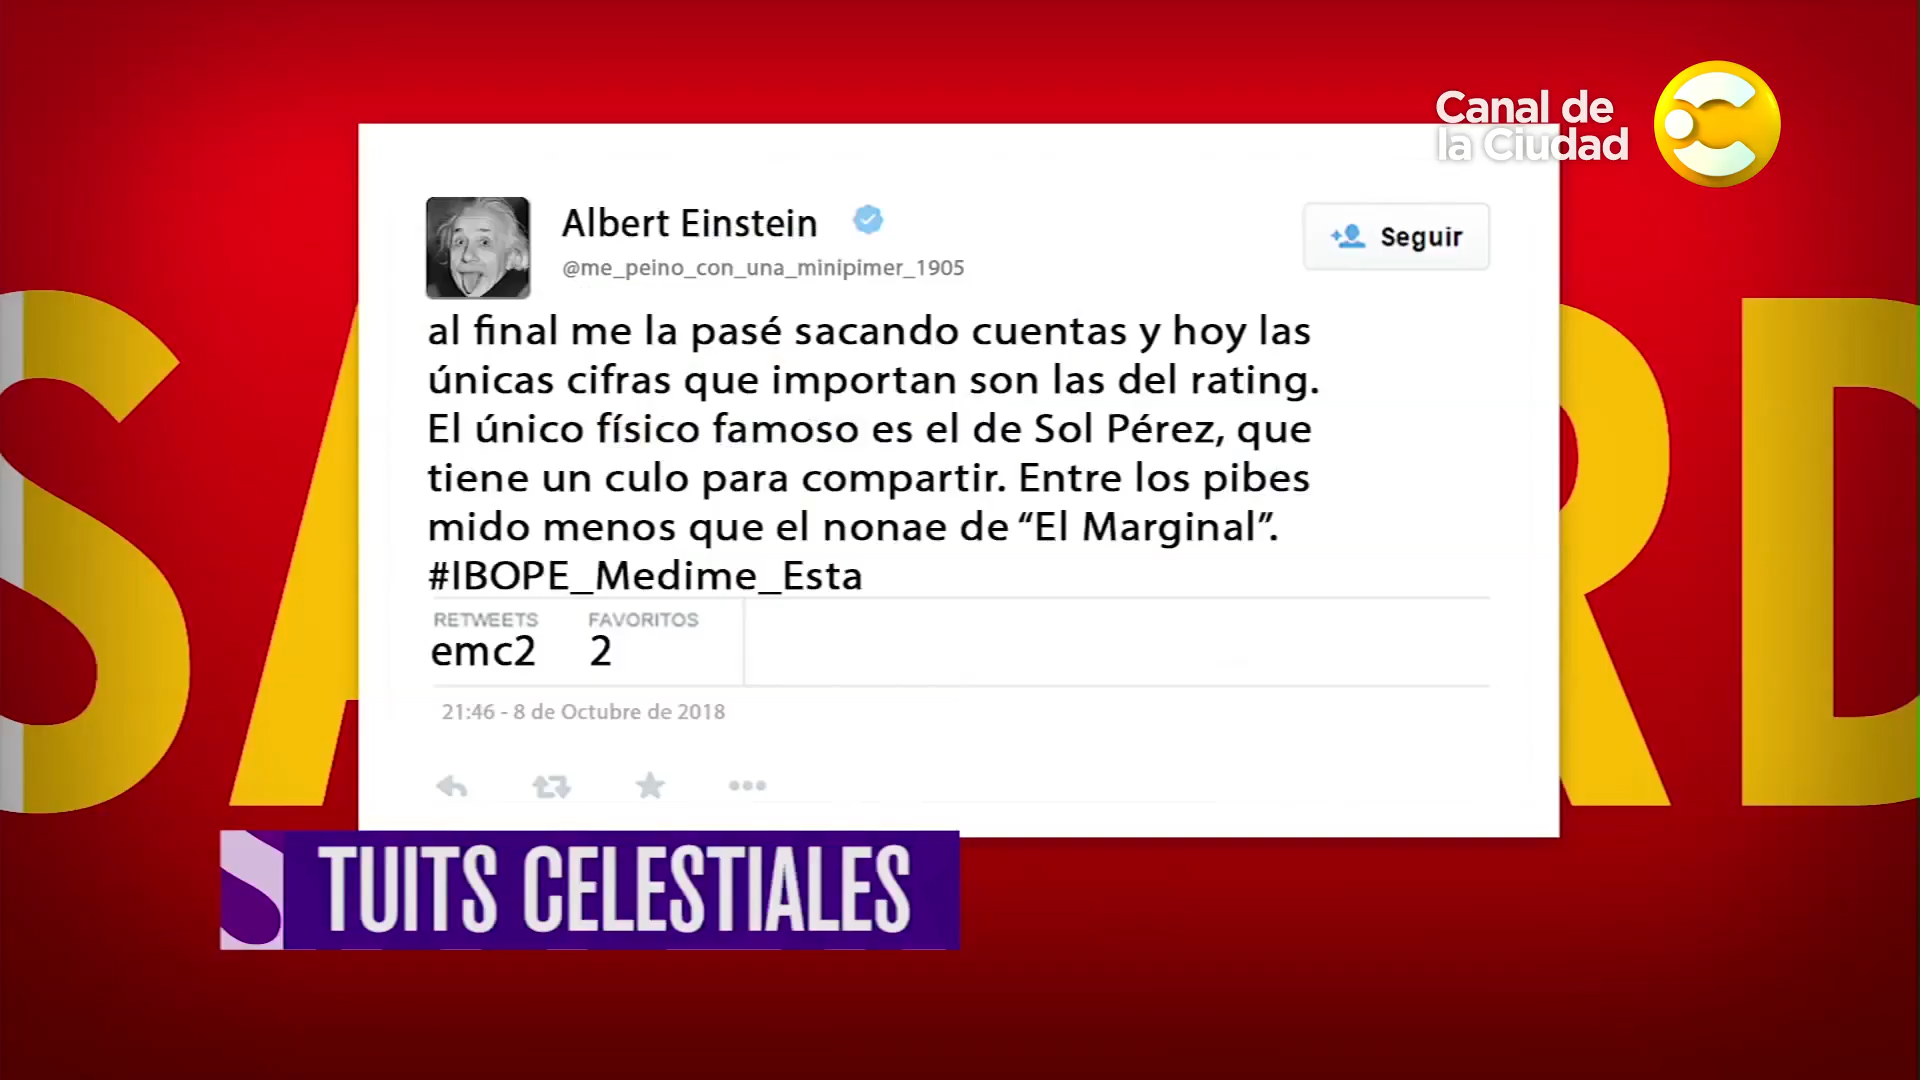 Canal de
la Ciudad
Albert Einstein
@me_peino_con_una_minipimer_1905
Seguir
al final me la pasé sacando cuentas y hoy las
únicas cifras que importan son las del rating.
El único físico famoso es el de Sol Pérez, que
tiene un culo para compartir. Entre los pibes
mido menos que el nonae de “El Marginal”.
#IBOPE_Medime_Esta
RETWEETS FAVORITOS
emc2 2
21:46 - 8 de Octubre de 2018
TUITS CELESTIALES